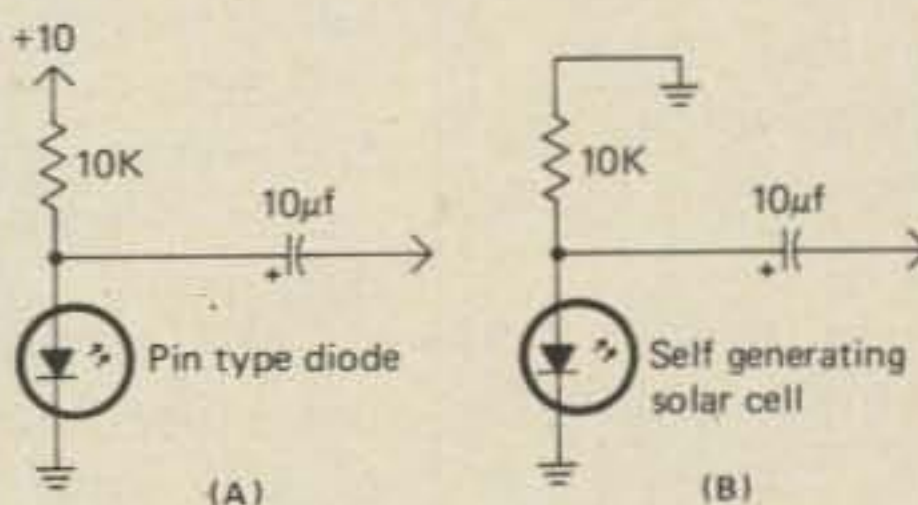 +10
10K
10µf
+
Pin type diode
(A)
10K
10µf
+
Self generating
solar cell
(B)